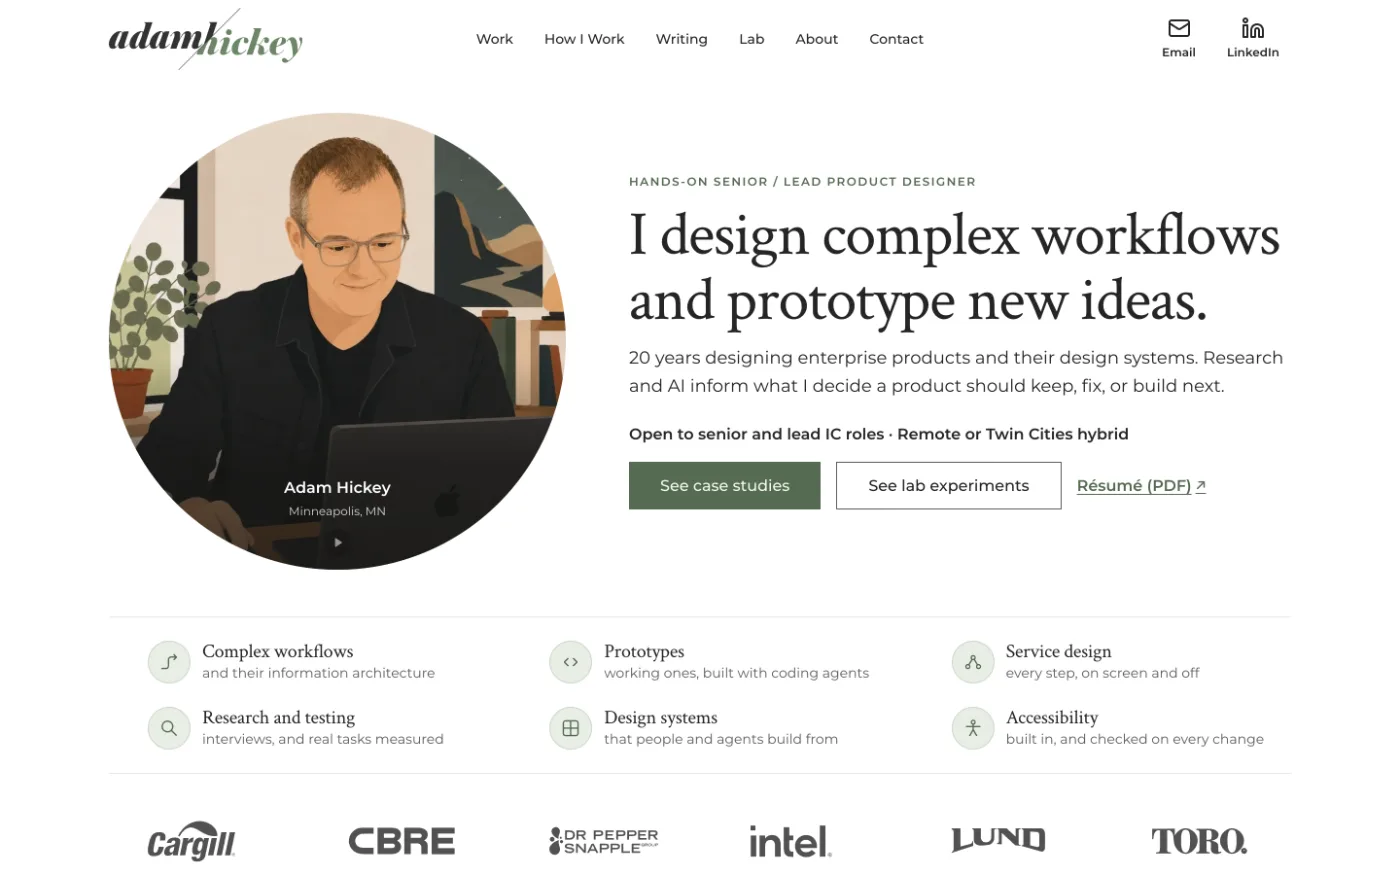 adamhickey
Work
How I Work
Writing
Lab
About
Contact
Email
LinkedIn
Adam Hickey
Minneapolis, MN
HANDS-ON SENIOR / LEAD PRODUCT DESIGNER
I design complex workflows
and prototype new ideas.
20 years designing enterprise products and their design systems. Research
and AI inform what I decide a product should keep, fix, or build next.
Open to senior and lead IC roles · Remote or Twin Cities hybrid
See case studies
See lab experiments
Résumé (PDF) ↗
Complex workflows
and their information architecture
Prototypes
working ones, built with coding agents
Service design
every step, on screen and off
Research and testing
interviews, and real tasks measured
Design systems
that people and agents build from
Accessibility
built in, and checked on every change
Cargill
CBRE
DR PEPPER
SNAPPLE GROUP
intel.
LUND
TORO.